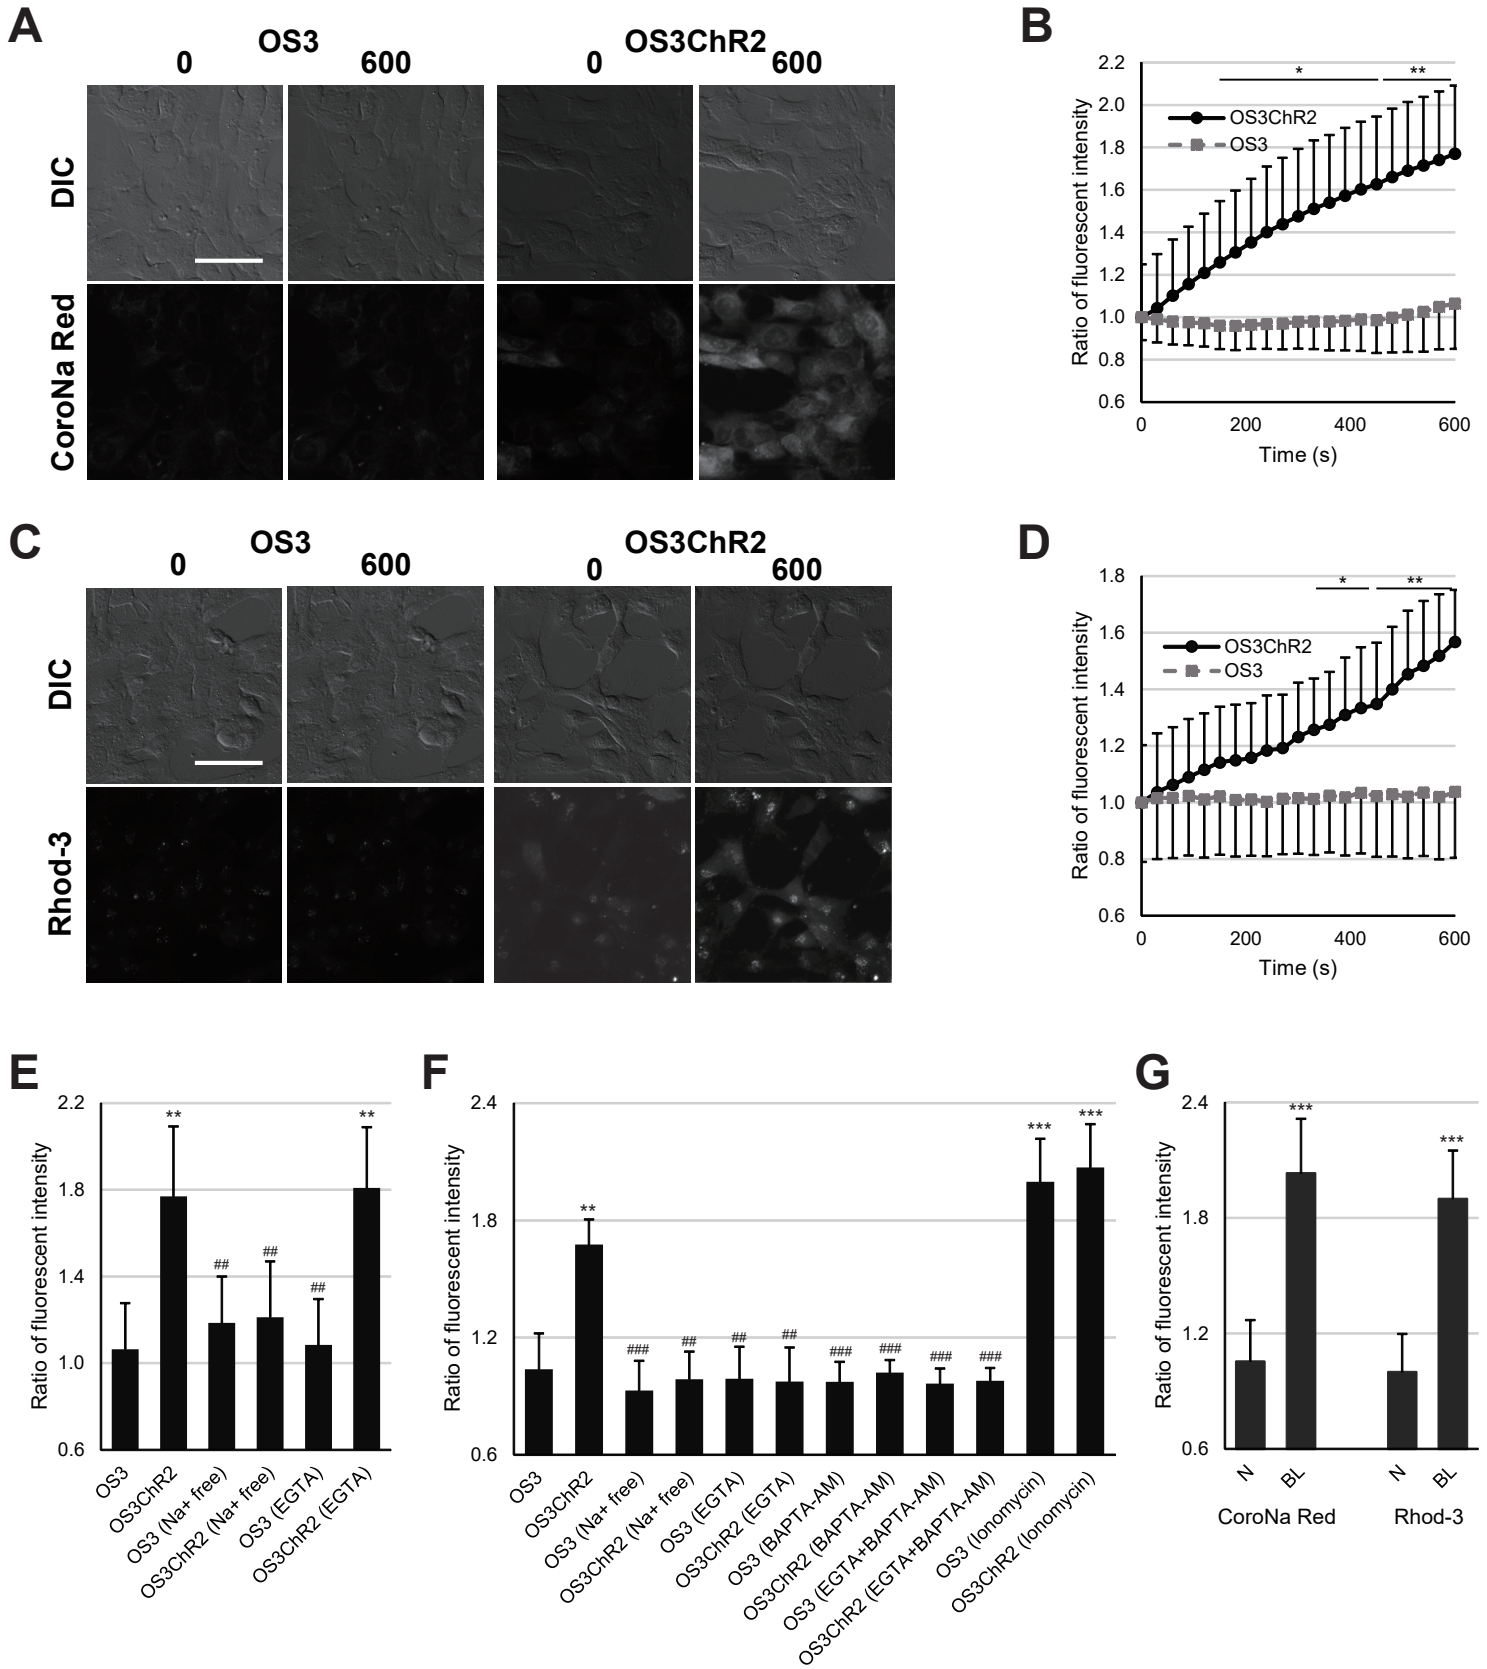 A
OS3
OS3ChR2
0
600
0
600
DIC
CoroNa Red
B
2.2
2.0
1.8
1.6
1.4
1.2
1.0
0.8
0.6
Ratio of fluorescent intensity
*
**
OS3ChR2
OS3
0
200
400
600
Time (s)
C
OS3
OS3ChR2
0
600
0
600
DIC
Rhod-3
D
1.8
1.6
1.4
1.2
1.0
0.8
0.6
Ratio of fluorescent intensity
*
**
OS3ChR2
OS3
0
200
400
600
Time (s)
E
2.2
1.8
1.4
1.0
0.6
Ratio of fluorescent intensity
**
##
##
##
**
OS3
OS3ChR2
OS3 (Na+ free)
OS3ChR2 (Na+ free)
OS3 (EGTA)
OS3ChR2 (EGTA)
F
2.4
1.8
1.2
0.6
Ratio of fluorescent intensity
**
###
##
##
##
###
###
###
###
***
***
OS3
OS3ChR2
OS3 (Na+ free)
OS3ChR2 (Na+ free)
OS3 (EGTA)
OS3ChR2 (EGTA)
OS3 (BAPTA-AM)
OS3ChR2 (BAPTA-AM)
OS3 (EGTA+BAPTA-AM)
OS3ChR2 (EGTA+BAPTA-AM)
OS3 (Ionomycin)
OS3ChR2 (Ionomycin)
G
2.4
1.8
1.2
0.6
Ratio of fluorescent intensity
***
***
N
BL
N
BL
CoroNa Red
Rhod-3